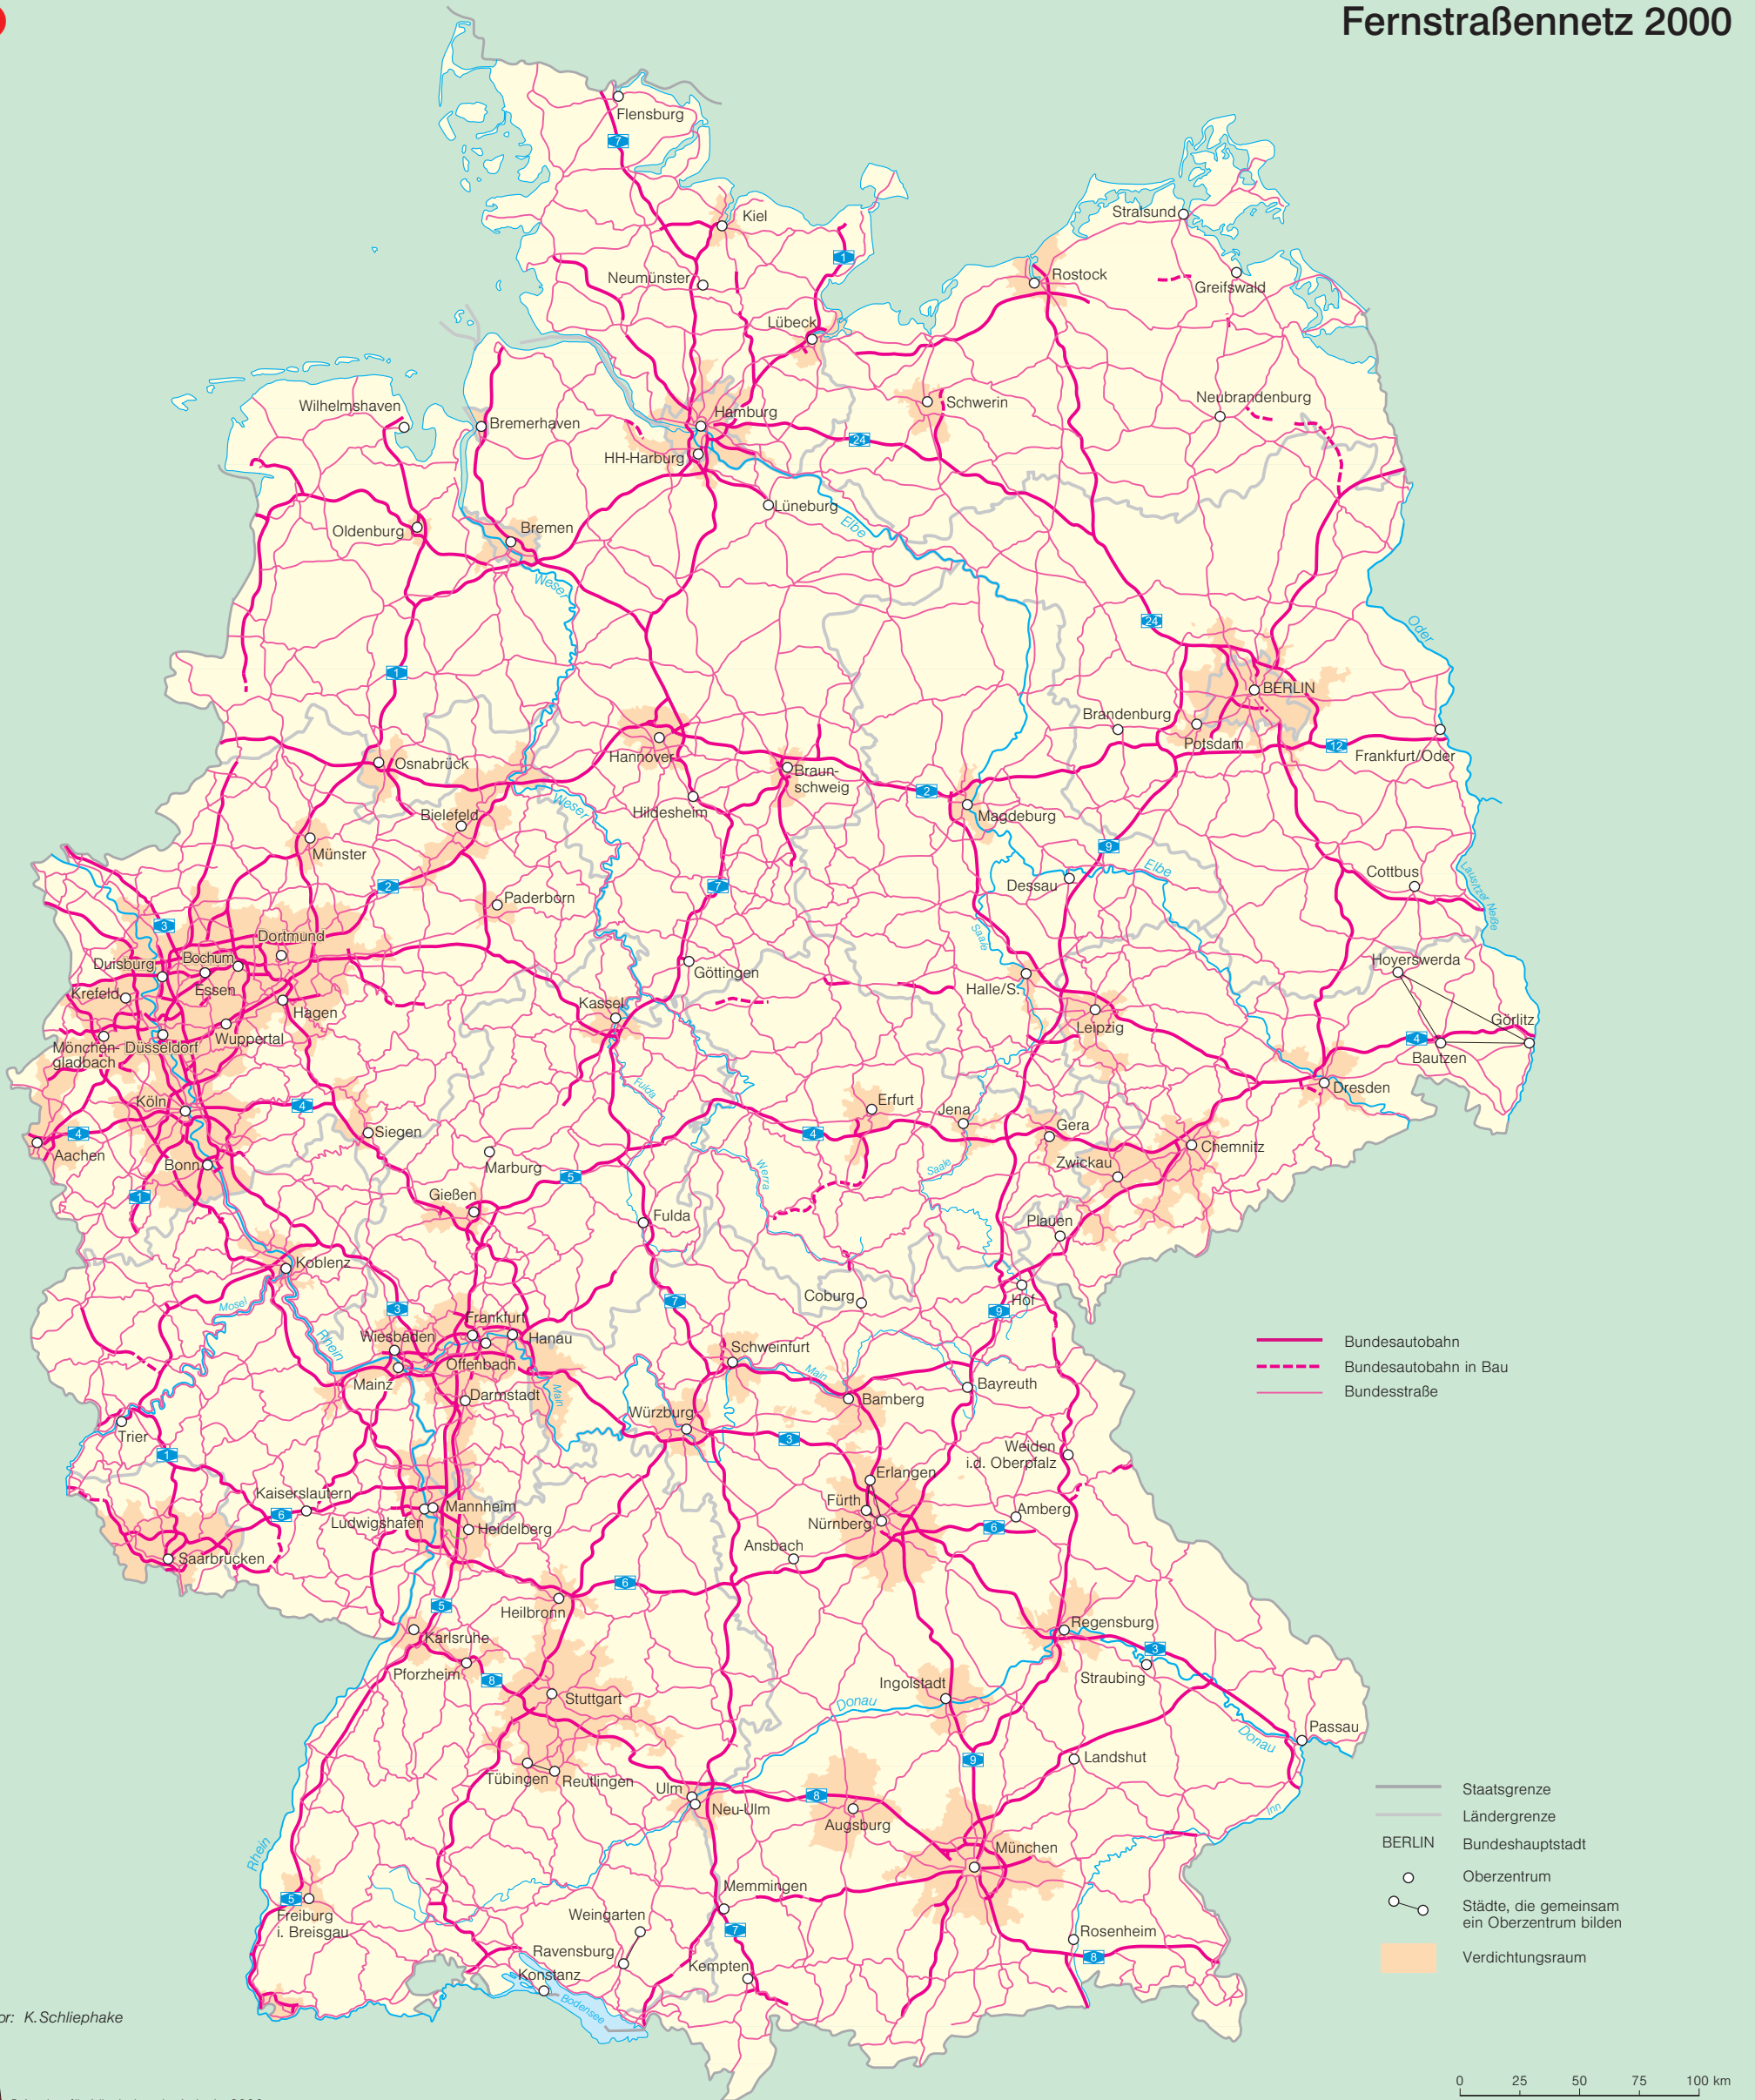 Fernstraßennetz 2000
Flensburg
7
Kiel
Stralsund
1
Neumünster
Rostock
Greifswald
Lübeck
Wilhelmshaven
Bremerhaven
Hamburg
Schwerin
Neubrandenburg
24
HH-Harburg
Lüneburg
Oldenburg
Bremen
Elbe
Weser
24
Oder
1
BERLIN
Brandenburg
Potsdam
12
Frankfurt/Oder
Osnabrück
Hannover
Braun-
schweig
2
Weser
Hildesheim
Magdeburg
Bielefeld
Münster
9
Elbe
Cottbus
Lausitzer Neiße
2
7
Dessau
Paderborn
3
Dortmund
Saale
Duisburg
Bochum
Göttingen
Hoyerswerda
Krefeld
Essen
Halle/S.
Hagen
Kassel
Leipzig
Görlitz
Wuppertal
4
Mönchen-
gladbach
Düsseldorf
Bautzen
Fulda
Dresden
Köln
4
Erfurt
Jena
4
Siegen
4
Gera
Chemnitz
Aachen
Bonn
Marburg
Werra
Saale
Zwickau
5
1
Gießen
Fulda
Plauen
Koblenz
Mosel
Coburg
7
9
Hof
3
Rhein
Wiesbaden
Frankfurt
Hanau
Offenbach
Schweinfurt
Main
Mainz
Darmstadt
Main
Bamberg
Bayreuth
Würzburg
Trier
3
1
Weiden
i.d. Oberpfalz
Erlangen
Kaiserslautern
Mannheim
Fürth
Amberg
6
Ludwigshafen
Heidelberg
Nürnberg
6
Ansbach
Saarbrücken
6
5
Heilbronn
Regensburg
Karlsruhe
3
Pforzheim
8
Straubing
Ingolstadt
Stuttgart
Donau
Passau
Donau
9
Landshut
Tübingen
Reutlingen
Ulm
8
Neu-Ulm
Augsburg
Inn
Rhein
München
Memmingen
5
Freiburg
i. Breisgau
Weingarten
7
Rosenheim
Ravensburg
8
Kempten
Konstanz
Bodensee
Bundesautobahn
Bundesautobahn in Bau
Bundesstraße
Staatsgrenze
Ländergrenze
BERLIN Bundeshauptstadt
Oberzentrum
Städte, die gemeinsam
ein Oberzentrum bilden
Verdichtungsraum
or: K.Schliephake
0 25 50 75 100 km